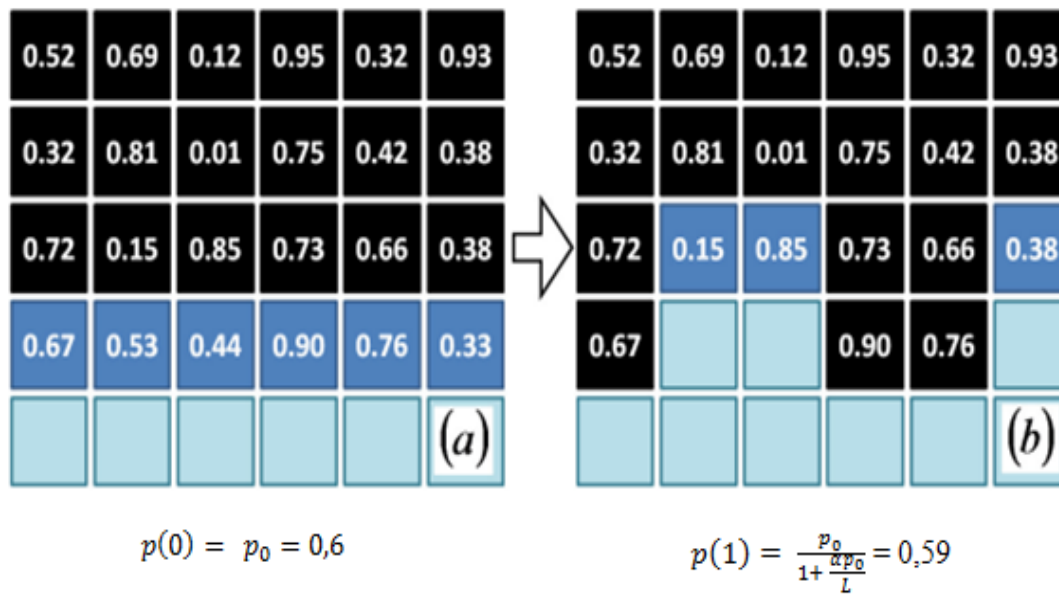 0.52 0.69 0.12 0.95 0.32 0.93 0.52 0.69 0.12 0.95 0.32 0.93
0.32 0.81 0.01 0.75 0.42 0.38 0.32 0.81 0.01 0.75 0.42 0.38
0.72 0.15 0.85 0.73 0.66 0.38 0.72 0.15 0.85 0.73 0.66 0.38
0.67 0.53 0.44 0.90 0.76 0.33 0.67 0.90 0.76
(a) (b)
p(0) = p₀ = 0,6 p(1) = p₀ / (1 + αp₀/L) = 0,59